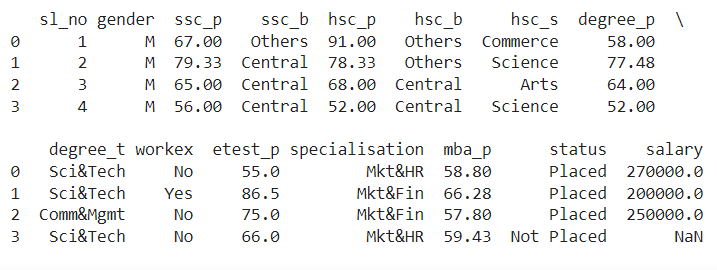 sl_no gender ssc_p ssc_b hsc_p hsc_b hsc_s degree_p \
0 1 M 67.00 Others 91.00 Others Commerce 58.00
1 2 M 79.33 Central 78.33 Others Science 77.48
2 3 M 65.00 Central 68.00 Central Arts 64.00
3 4 M 56.00 Central 52.00 Central Science 52.00
degree_t workex etest_p specialisation mba_p status salary
0 Sci&Tech No 55.0 Mkt&HR 58.80 Placed 270000.0
1 Sci&Tech Yes 86.5 Mkt&Fin 66.28 Placed 200000.0
2 Comm&Mgmt No 75.0 Mkt&Fin 57.80 Placed 250000.0
3 Sci&Tech No 66.0 Mkt&HR 59.43 Not Placed NaN